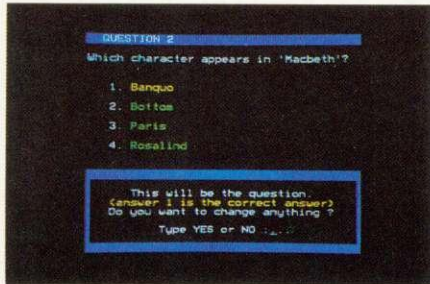 QUESTION 2
Which character appears in 'Macbeth'?
1. Banquo
2. Bottom
3. Paris
4. Rosalind
This will be the question.
(answer 1 is the correct answer)
Do you want to change anything ?
Type YES or NO